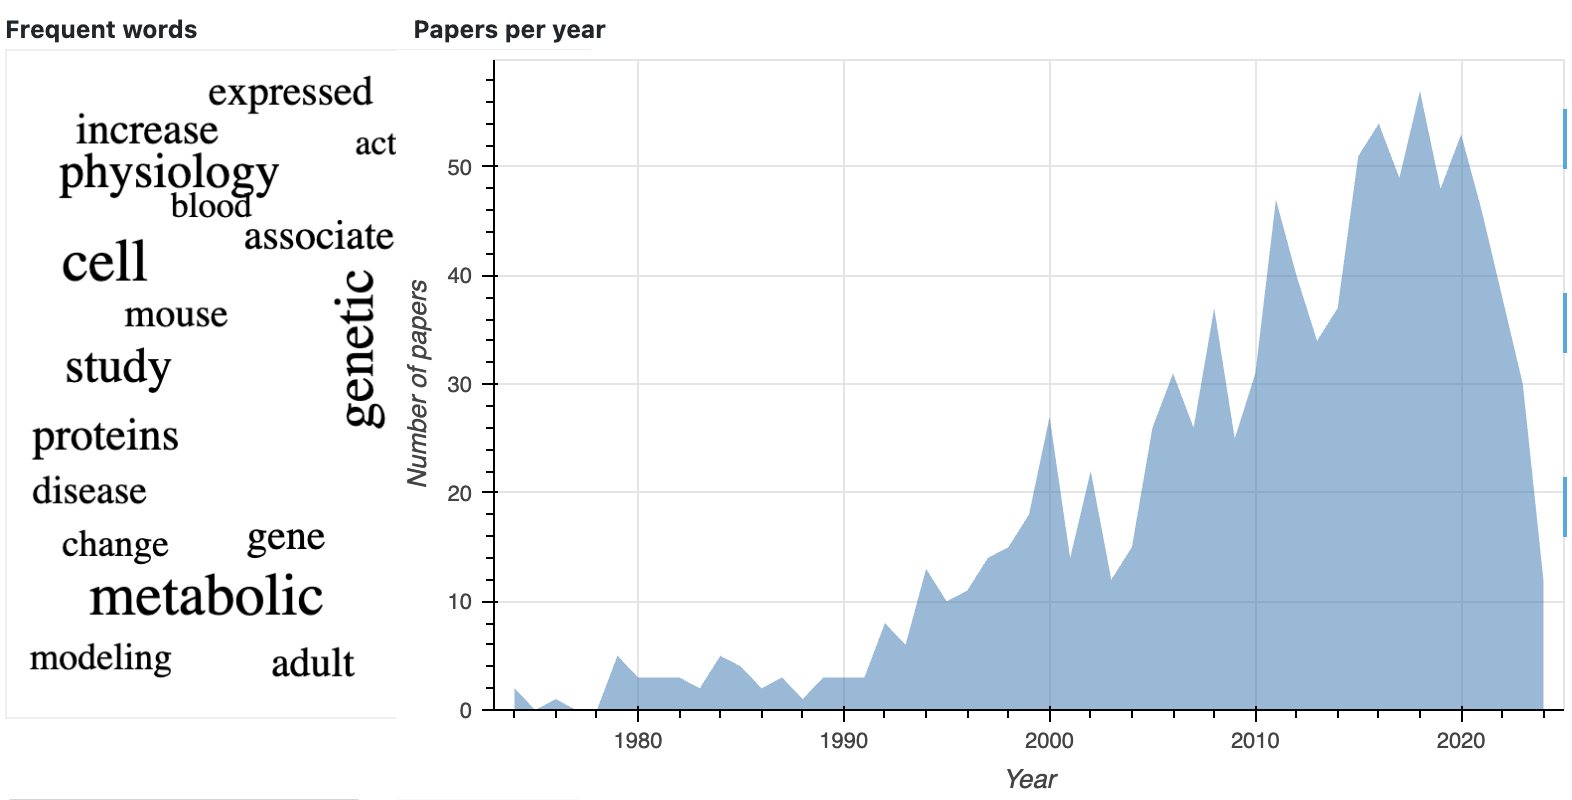 Frequent words
expressed
increase
act
physiology
blood
associate
cell
genetic
mouse
study
proteins
disease
change
gene
metabolic
modeling
adult
Papers per year
Number of papers
50
40
30
20
10
0
1980 1990 2000 2010 2020
Year